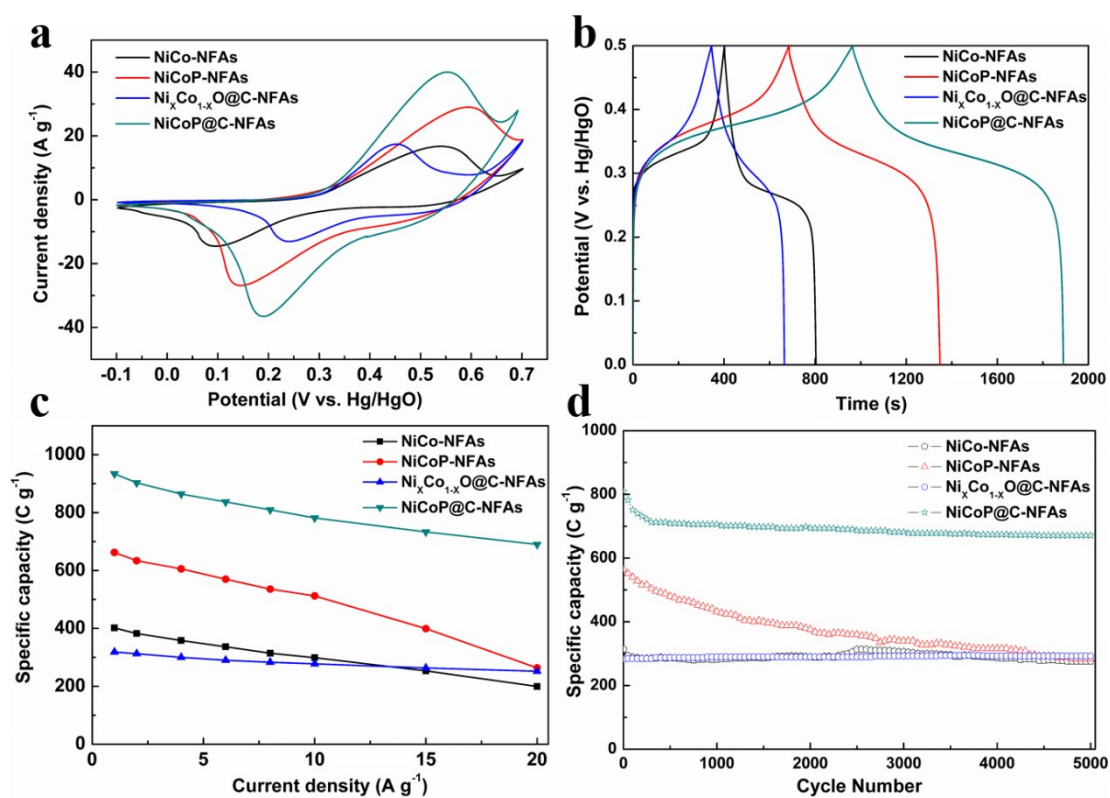 a
NiCo-NFAs
NiCoP-NFAs
NiXCo1-XO@C-NFAs
NiCoP@C-NFAs
40
20
0
-20
-40
Current density (A g-1)
-0.1 0.0 0.1 0.2 0.3 0.4 0.5 0.6 0.7
Potential (V vs. Hg/HgO)
b
NiCo-NFAs
NiCoP-NFAs
NiXCo1-XO@C-NFAs
NiCoP@C-NFAs
0.5
0.4
0.3
0.2
0.1
0.0
Potential (V vs. Hg/HgO)
0 400 800 1200 1600 2000
Time (s)
c
NiCo-NFAs
NiCoP-NFAs
NiXCo1-XO@C-NFAs
NiCoP@C-NFAs
1000
800
600
400
200
0
Specific capacity (C g-1)
0 5 10 15 20
Current density (A g-1)
d
NiCo-NFAs
NiCoP-NFAs
NiXCo1-XO@C-NFAs
NiCoP@C-NFAs
1000
800
600
400
200
0
Specific capacity (C g-1)
0 1000 2000 3000 4000 5000
Cycle Number